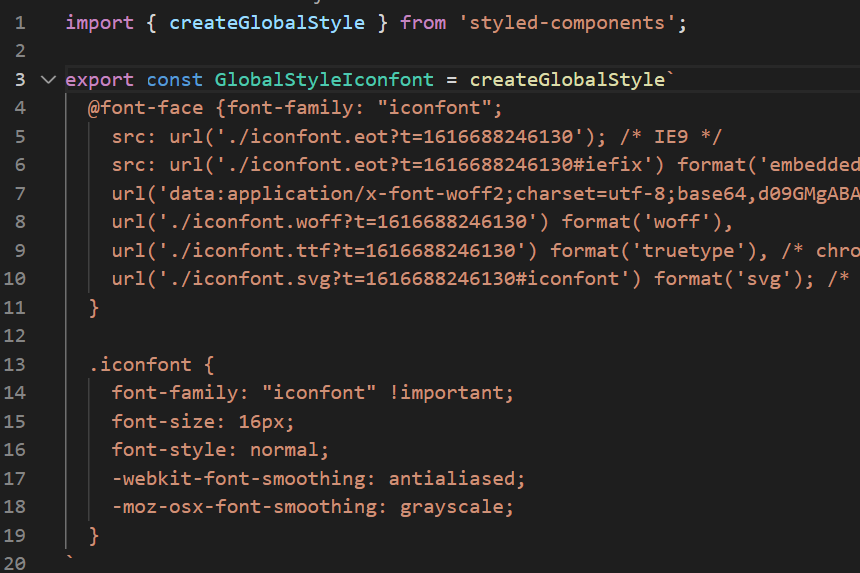 1 import { createGlobalStyle } from 'styled-components';
2
3 export const GlobalStyleIconfont = createGlobalStyle`
4 @font-face {font-family: "iconfont";
5 src: url('./iconfont.eot?t=1616688246130'); /* IE9 */
6 src: url('./iconfont.eot?t=1616688246130#iefix') format('embedded
7 url('data:application/x-font-woff2;charset=utf-8;base64,d09GMgABA
8 url('./iconfont.woff?t=1616688246130') format('woff'),
9 url('./iconfont.ttf?t=1616688246130') format('truetype'), /* chro
10 url('./iconfont.svg?t=1616688246130#iconfont') format('svg'); /*
11 }
12
13 .iconfont {
14 font-family: "iconfont" !important;
15 font-size: 16px;
16 font-style: normal;
17 -webkit-font-smoothing: antialiased;
18 -moz-osx-font-smoothing: grayscale;
19 }
20 `